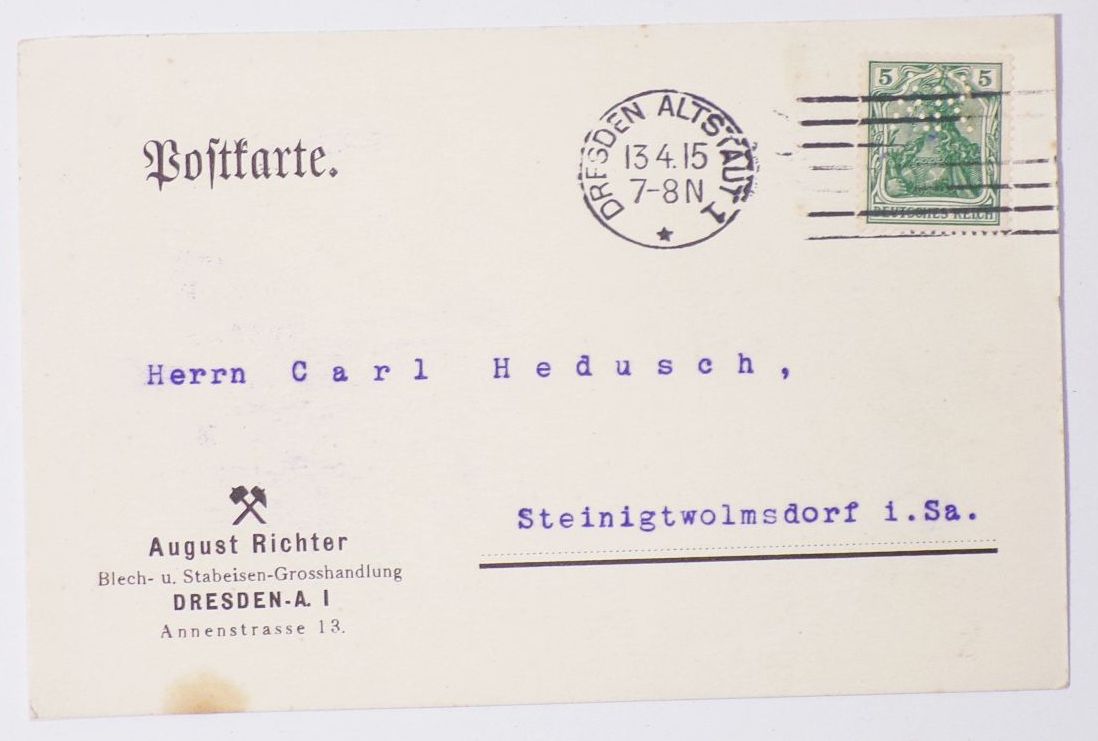 Postkarte.
DRESDEN ALTSTADT 1
13.4.15
7-8 N
5 5
DEUTSCHES REICH
Herrn Carl Hedusch,
Steinigtwolmsdorf i.Sa.
August Richter
Blech- u. Stabeisen-Grosshandlung
DRESDEN-A. I
Annenstrasse 13.